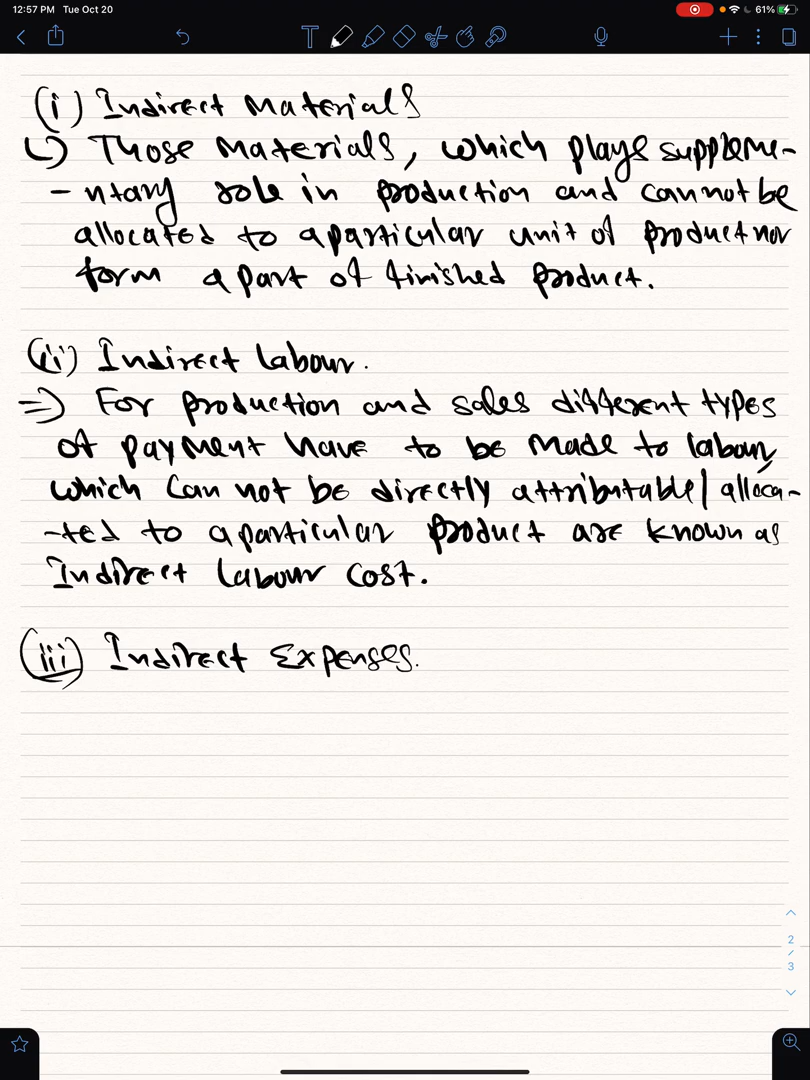 12:57 PM Tue Oct 20 61%
(i) Indirect Materials
Those Materials, which plays suppleme-
-ntary role in production and cannot be
allocated to a particular unit of product nor
form a part of finished product.
(ii) Indirect Labour.
=> For production and sales different types
of payment have to be made to labour,
which can not be directly attributable/alloca-
-ted to a particular product are known as
Indirect Labour Cost.
(iii) Indirect Expenses.
2
/
3